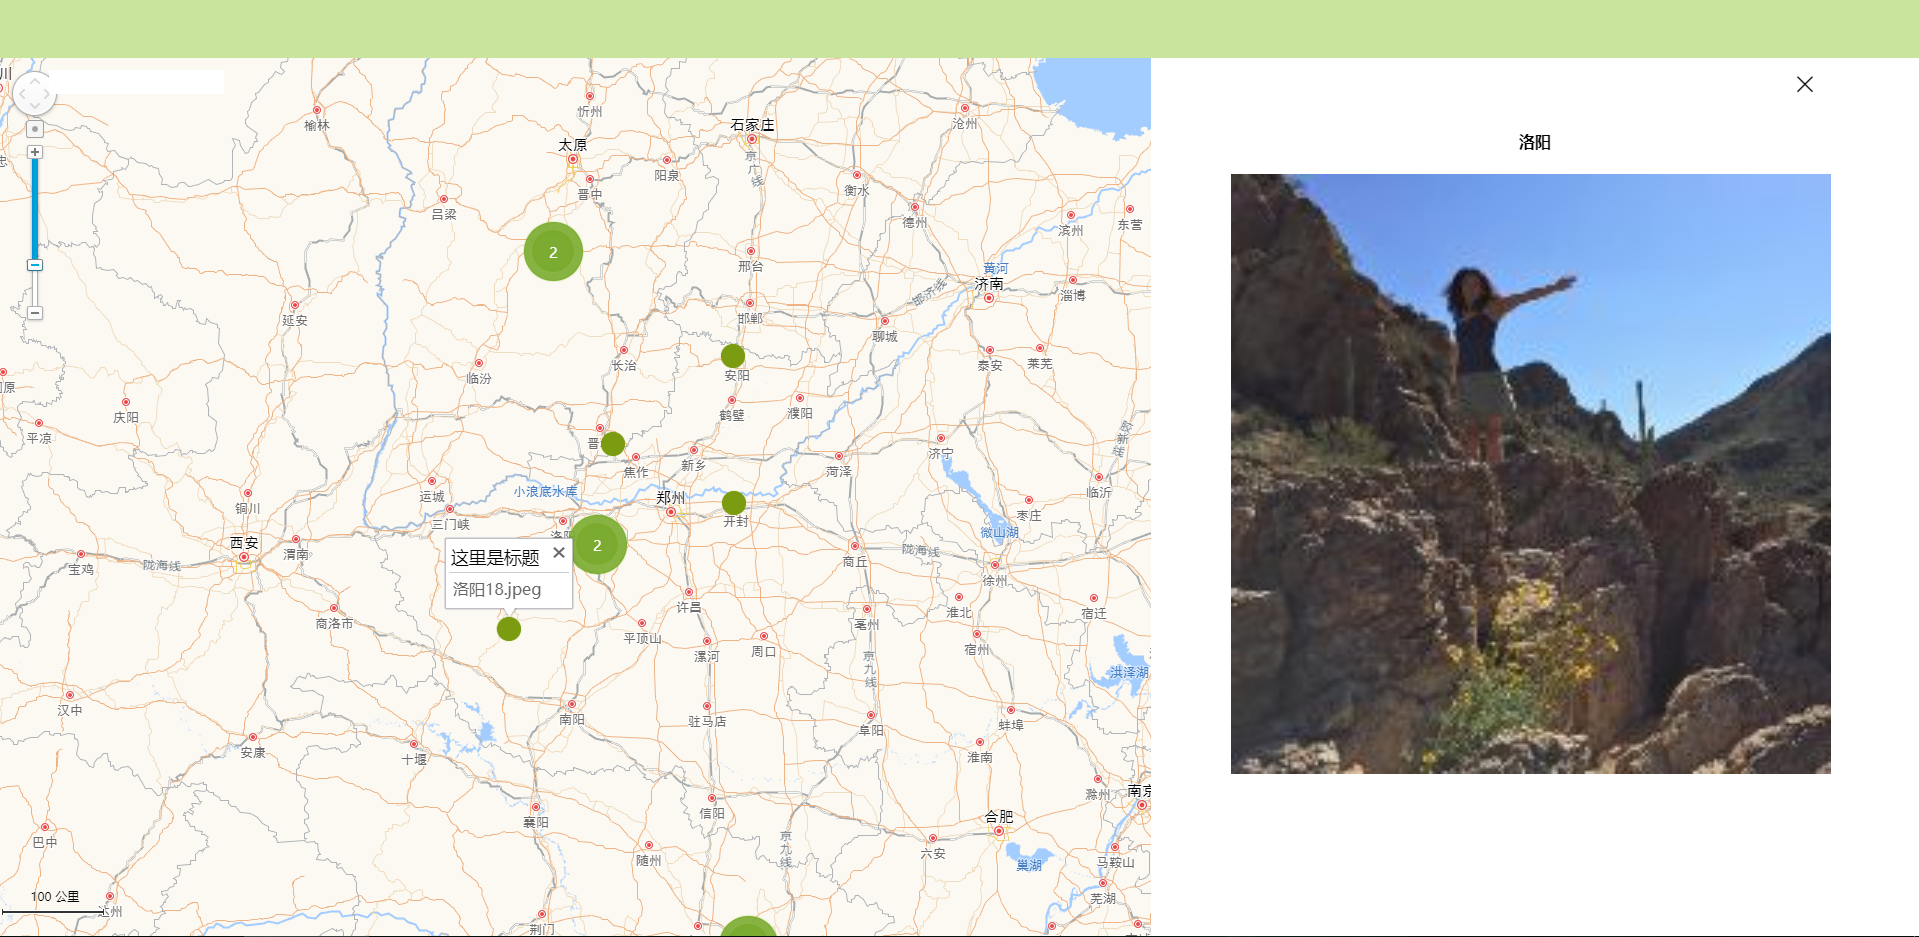 川
忻州
石家庄
沧州
榆林
太原
京广线
阳泉
晋中
衡水
吕梁
德州
滨州
东营
2
邢台
黄河
济南
淄博
邯济线
延安
邯郸
聊城
长治
安阳
泰安
莱芜
临汾
原
庆阳
鹤壁
濮阳
平凉
晋
新乡
焦作
菏泽
济宁
运城
小浪底水库
郑州
临沂
铜川
三门峡
开封
枣庄
西安
渭南
洛阳
2
微山湖
商丘
陇海线
宝鸡
陇海线
徐州
这里是标题
洛阳18.jpeg
许昌
淮北
宿迁
商洛市
平顶山
亳州
漯河
周口
宿州
京九线
洪泽湖
汉中
南阳
驻马店
阜阳
蚌埠
安康
十堰
淮南
滁州
南京
襄阳
信阳
合肥
巴中
京九线
随州
六安
巢湖
马鞍山
100 公里
达州
芜湖
荆门
洛阳